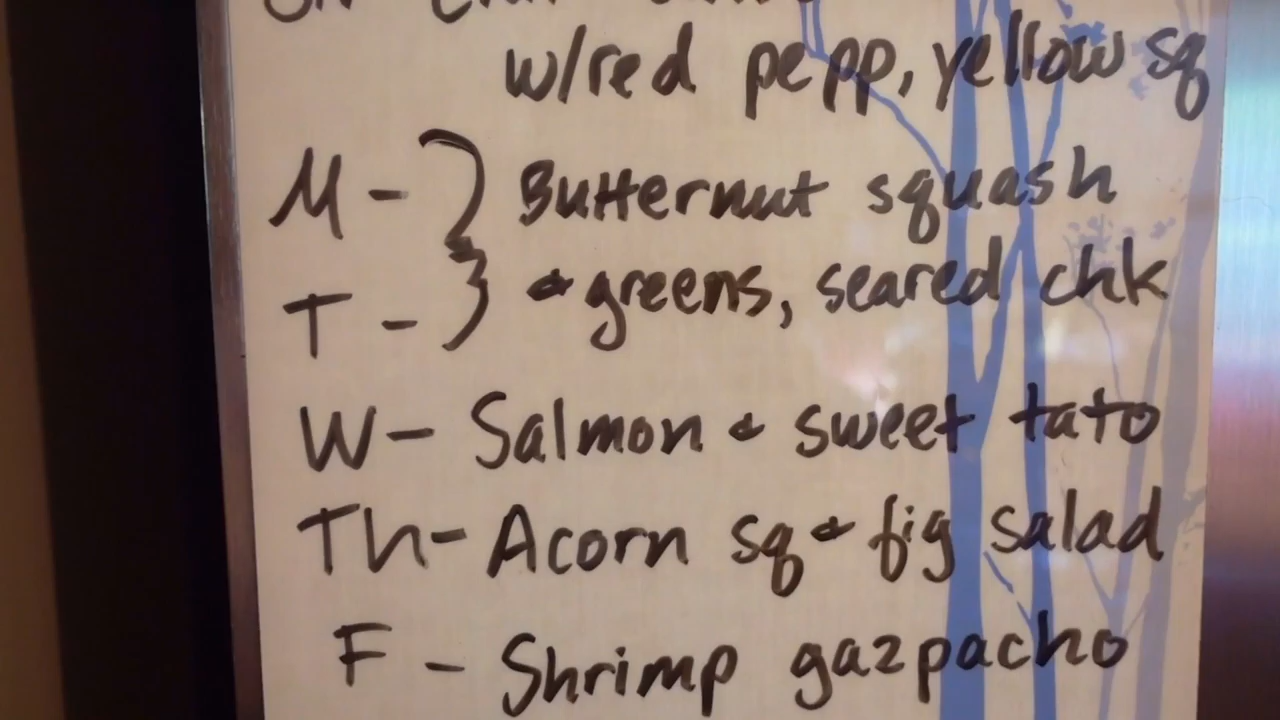 w/red pepp, yellow sq
M - } Butternut squash
T - } & greens, seared chk
W - Salmon & sweet tato
Th - Acorn sq & fig salad
F - Shrimp gazpacho